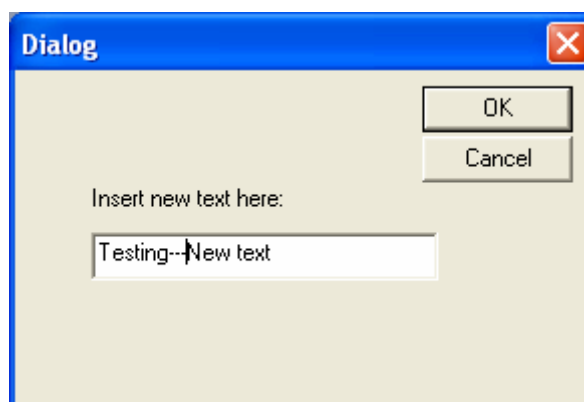 Dialog
OK
Cancel
Insert new text here:
Testing---New text